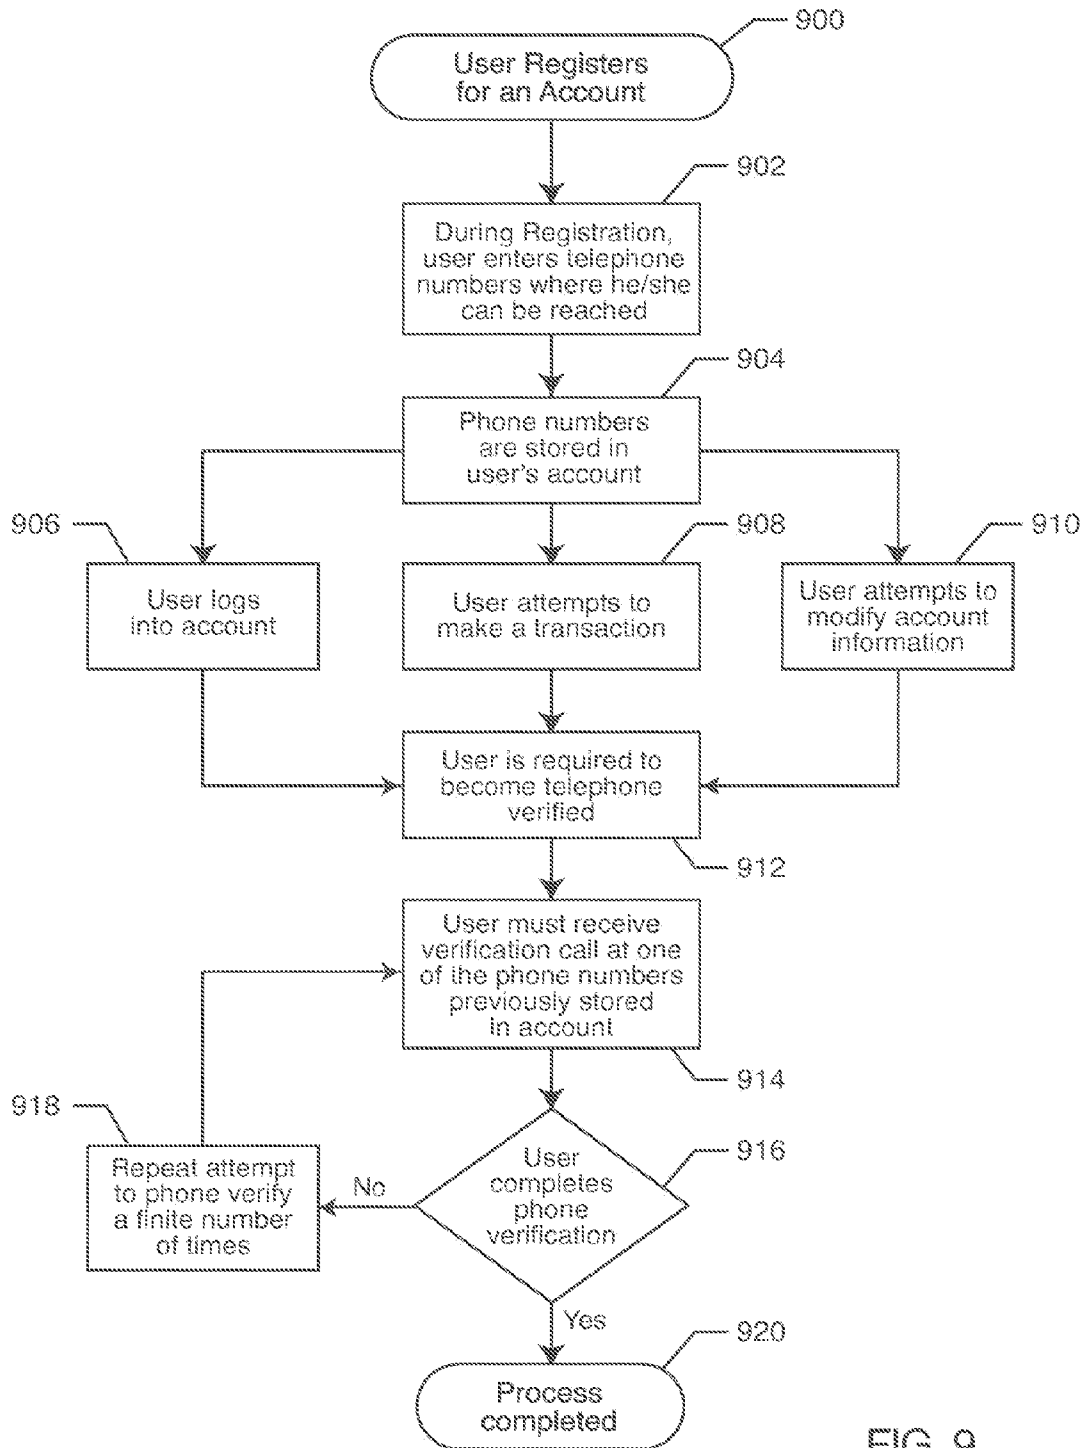 900
User Registers
for an Account
902
During Registration,
user enters telephone
numbers where he/she
can be reached
904
Phone numbers
are stored in
user's account
906
User logs
into account
908
User attempts to
make a transaction
910
User attempts to
modify account
information
User is required to
become telephone
verified
912
User must receive
verification call at one
of the phone numbers
previously stored
in account
914
916
User
completes
phone
verification
No
918
Repeat attempt
to phone verify
a finite number
of times
Yes
920
Process
completed
FIG. 9